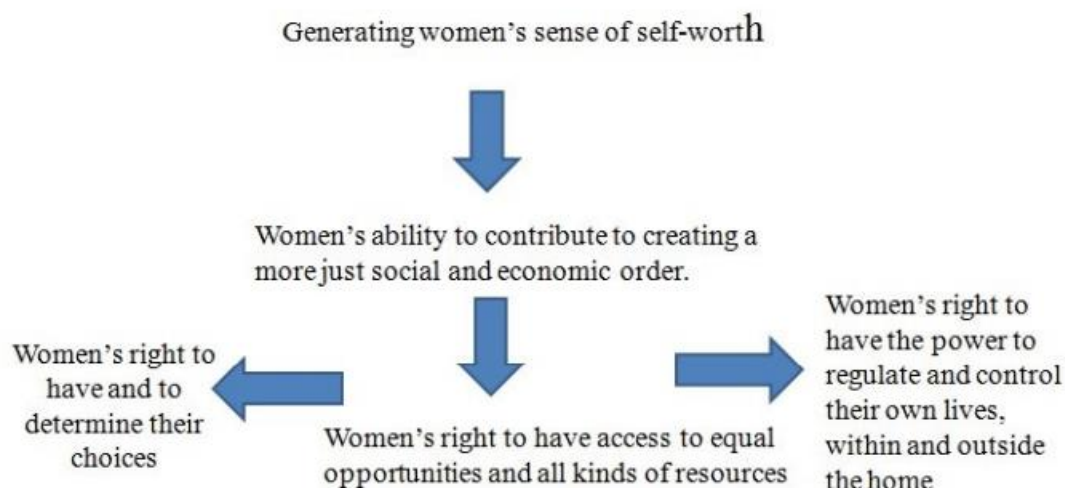 Generating women's sense of self-worth
Women's ability to contribute to creating a
more just social and economic order.
Women's right to
have and to
determine their
choices
Women's right to have access to equal
opportunities and all kinds of resources
Women's right to
have the power to
regulate and control
their own lives,
within and outside
the home